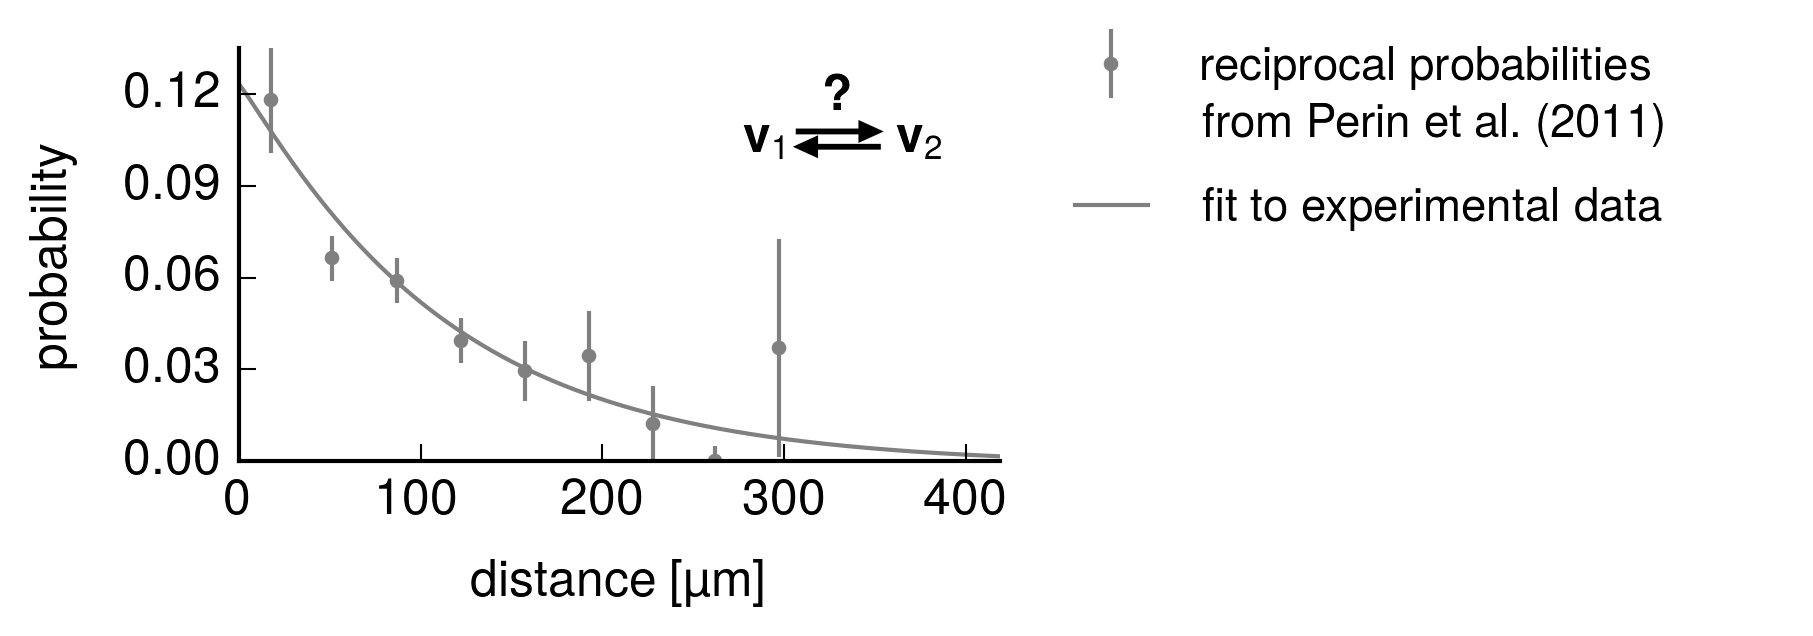 probability
0.12
0.09
0.06
0.03
0.00
0 100 200 300 400
distance [µm]
?
v1 v2
reciprocal probabilities
from Perin et al. (2011)
fit to experimental data